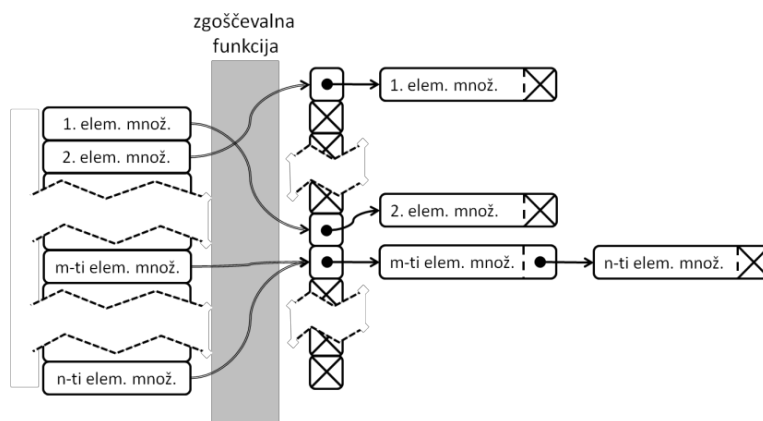 zgoščevalna
funkcija
1. elem. množ.
2. elem. množ.
m-ti elem. množ.
n-ti elem. množ.
1. elem. množ.
2. elem. množ.
m-ti elem. množ.
n-ti elem. množ.